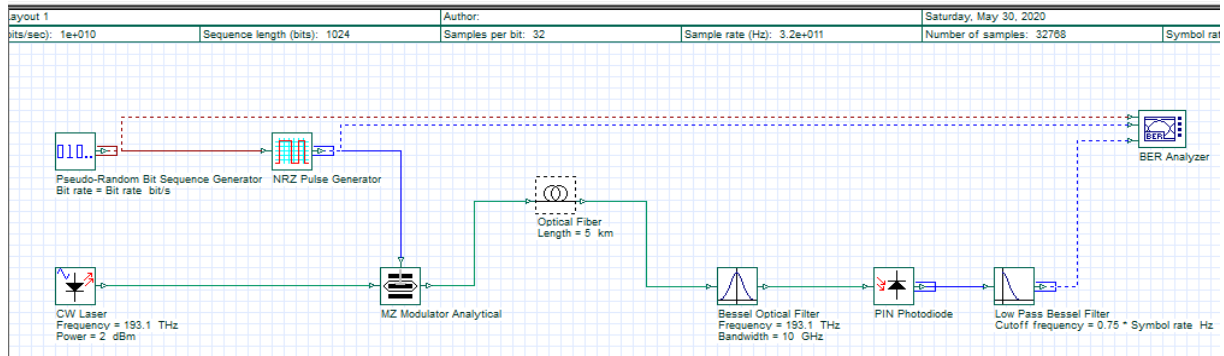 ayout 1
Author:
Saturday, May 30, 2020
bits/sec): 1e+010
Sequence length (bits): 1024
Samples per bit: 32
Sample rate (Hz): 3.2e+011
Number of samples: 32768
Symbol rat
010..
BER
BER Analyzer
Pseudo-Random Bit Sequence Generator
Bit rate = Bit rate bit/s
NRZ Pulse Generator
Optical Fiber
Length = 5 km
CW Laser
Frequency = 193.1 THz
Power = 2 dBm
MZ Modulator Analytical
Bessel Optical Filter
Frequency = 193.1 THz
Bandwidth = 10 GHz
PIN Photodiode
Low Pass Bessel Filter
Cutoff frequency = 0.75 * Symbol rate Hz